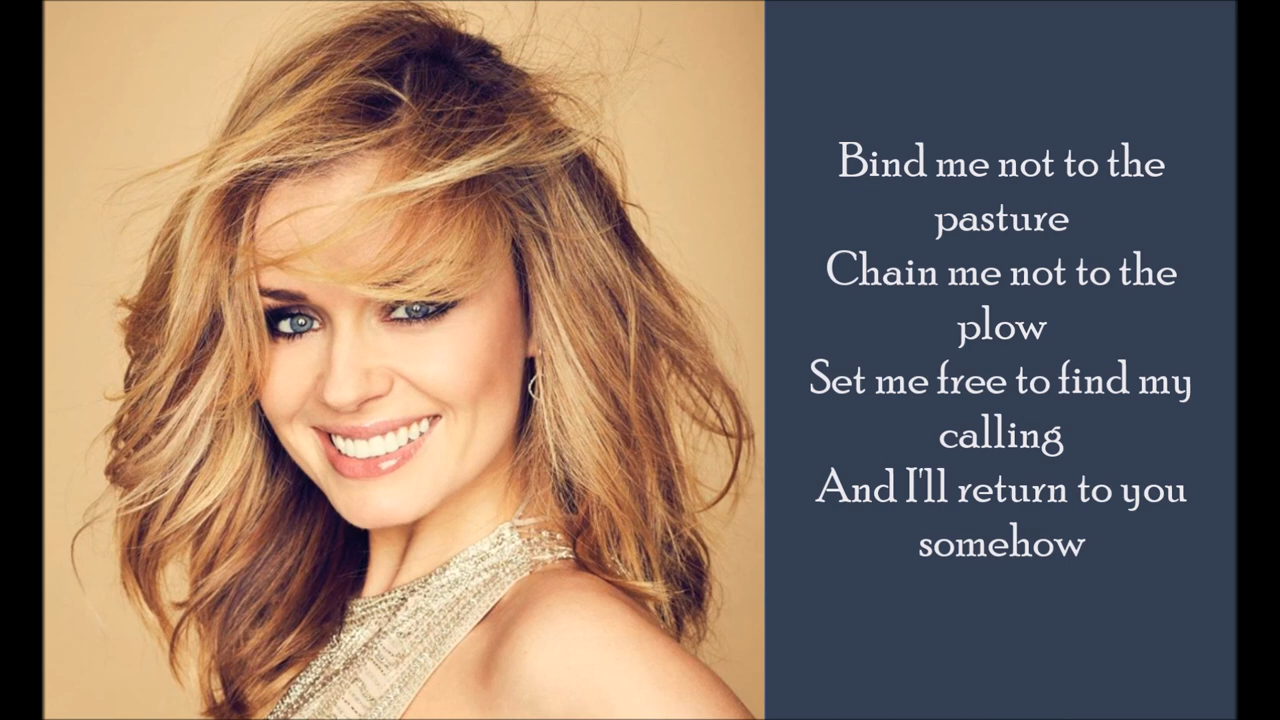 Bind me not to the
pasture
Chain me not to the
plow
Set me free to find my
calling
And I'll return to you
somehow